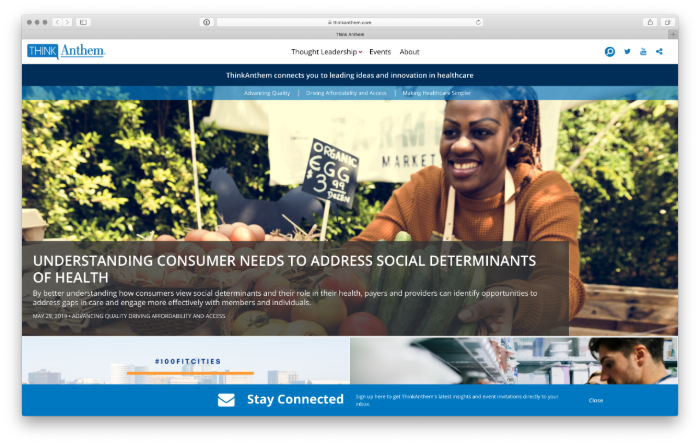 thinkanthem.com
Think Anthem
THINK Anthem.
Thought Leadership Events About
ThinkAnthem connects you to leading ideas and innovation in healthcare
Advancing Quality | Driving Affordability and Access | Making Healthcare Simpler
ORGANIC
EGG
$3.99
DOZEN
MARKET
UNDERSTANDING CONSUMER NEEDS TO ADDRESS SOCIAL DETERMINANTS
OF HEALTH
By better understanding how consumers view social determinants and their role in their health, payers and providers can identify opportunities to
address gaps in care and engage more effectively with members and individuals.
MAY 29, 2019 • ADVANCING QUALITY DRIVING AFFORDABILITY AND ACCESS
#100FITCITIES
Stay Connected
Sign up here to get ThinkAnthem's latest insights and event invitations directly to your
inbox.
Close